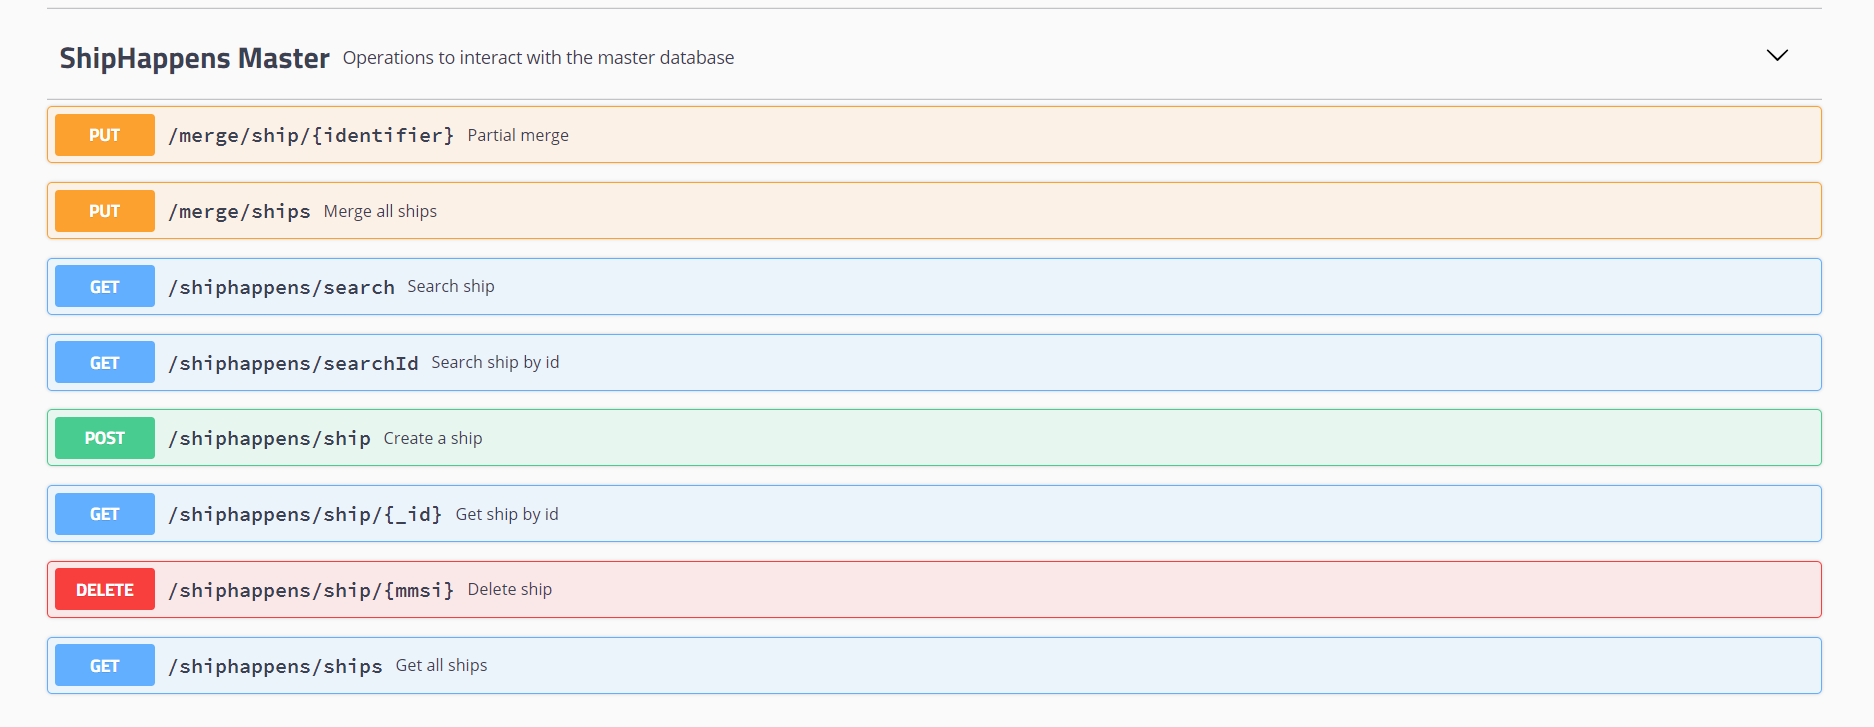 ShipHappens Master Operations to interact with the master database
PUT /merge/ship/{identifier} Partial merge
PUT /merge/ships Merge all ships
GET /shiphappens/search Search ship
GET /shiphappens/searchId Search ship by id
POST /shiphappens/ship Create a ship
GET /shiphappens/ship/{_id} Get ship by id
DELETE /shiphappens/ship/{mmsi} Delete ship
GET /shiphappens/ships Get all ships